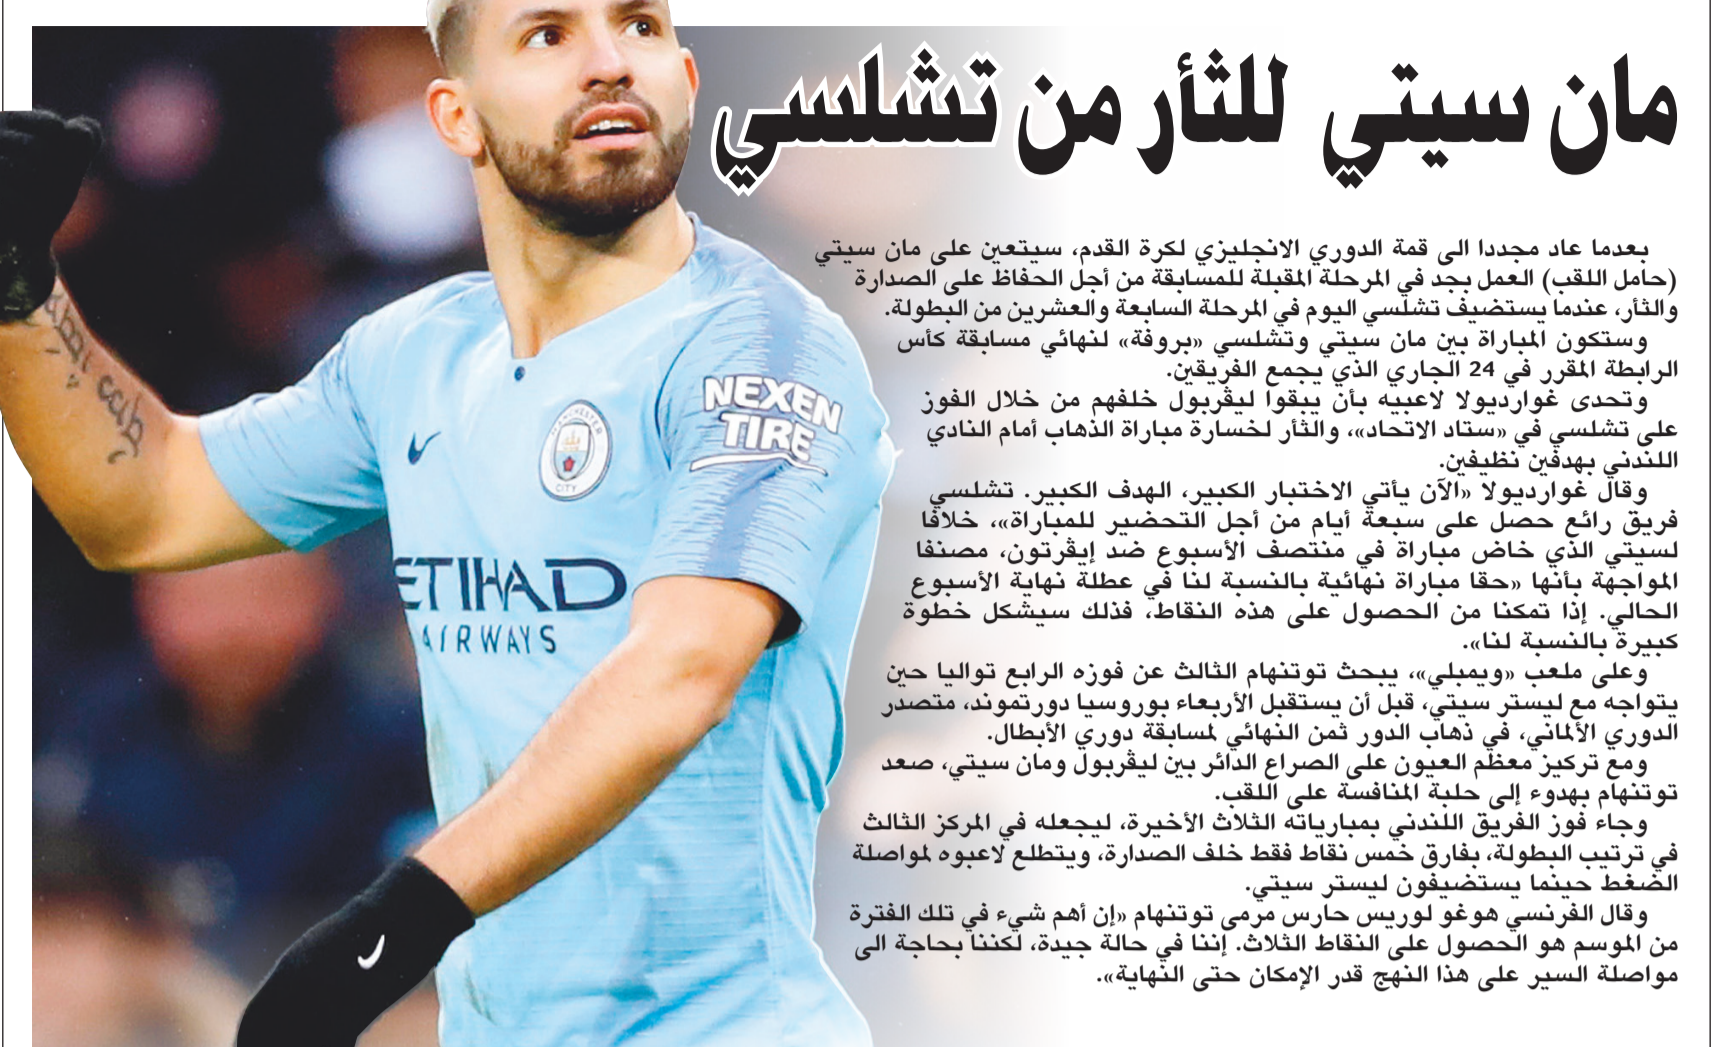 مان سيتي للثأر من تشلسي
بعدما عاد مجددا الى قمة الدوري الانجليزي لكرة القدم، سيتعين على مان سيتي
(حامل اللقب) العمل بجد في المرحلة المقبلة للمسابقة من أجل الحفاظ على الصدارة
والثأر، عندما يستضيف تشلسي اليوم في المرحلة السابعة والعشرين من البطولة.
وستكون المباراة بين مان سيتي وتشلسي «بروفة» لنهائي مسابقة كأس
الرابطة المقرر في 24 الجاري الذي يجمع الفريقين.
وتحدى غوارديولا لاعبيه بأن يبقوا ليڤربول خلفهم من خلال الفوز
على تشلسي في «ستاد الاتحاد»، والثأر لخسارة مباراة الذهاب أمام النادي
اللندني بهدفين نظيفين.
وقال غوارديولا «الآن يأتي الاختبار الكبير، الهدف الكبير. تشلسي
فريق رائع حصل على سبعة أيام من أجل التحضير للمباراة»، خلافا
لسيتي الذي خاض مباراة في منتصف الأسبوع ضد إيڤرتون، مصنفا
المواجهة بأنها «حقا مباراة نهائية بالنسبة لنا في عطلة نهاية الأسبوع
الحالي. إذا تمكنا من الحصول على هذه النقاط، فذلك سيشكل خطوة
كبيرة بالنسبة لنا».
وعلى ملعب «ويمبلي»، يبحث توتنهام الثالث عن فوزه الرابع تواليا حين
يتواجه مع ليستر سيتي، قبل أن يستقبل الأربعاء بوروسيا دورتموند، متصدر
الدوري الألماني، في ذهاب الدور ثمن النهائي لمسابقة دوري الأبطال.
ومع تركيز معظم العيون على الصراع الدائر بين ليڤربول ومان سيتي، صعد
توتنهام بهدوء إلى حلبة المنافسة على اللقب.
وجاء فوز الفريق اللندني بمبارياته الثلاث الأخيرة، ليجعله في المركز الثالث
في ترتيب البطولة، بفارق خمس نقاط فقط خلف الصدارة، ويتطلع لاعبوه لمواصلة
الضغط حينما يستضيفون ليستر سيتي.
وقال الفرنسي هوغو لوريس حارس مرمى توتنهام «إن أهم شيء في تلك الفترة
من الموسم هو الحصول على النقاط الثلاث. إننا في حالة جيدة، لكننا بحاجة الى
مواصلة السير على هذا النهج قدر الإمكان حتى النهاية».
NEXEN
TIRE
MANCHESTER
CITY
ETIHAD
AIRWAYS